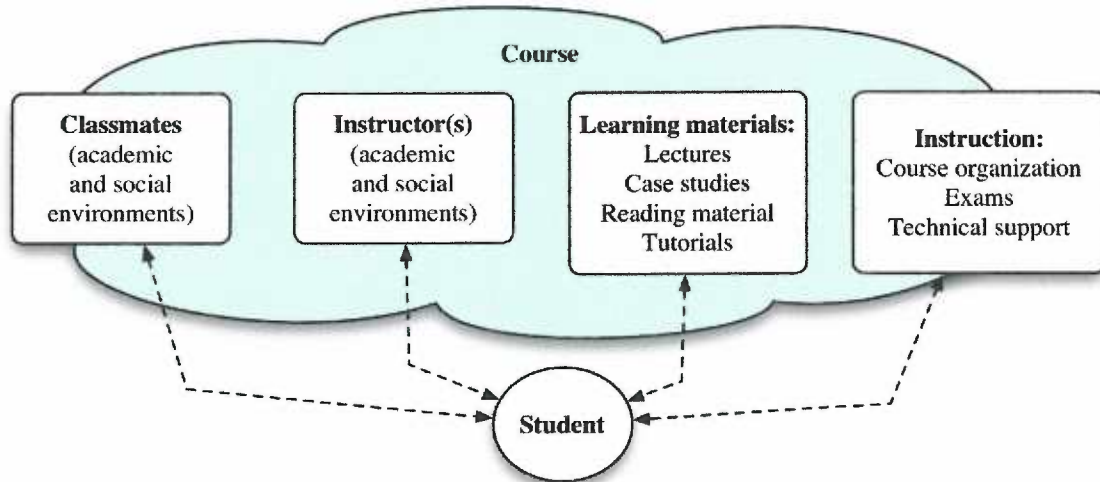 Course
Classmates
(academic
and social
environments)
Instructor(s)
(academic
and social
environments)
Learning materials:
Lectures
Case studies
Reading material
Tutorials
Instruction:
Course organization
Exams
Technical support
Student